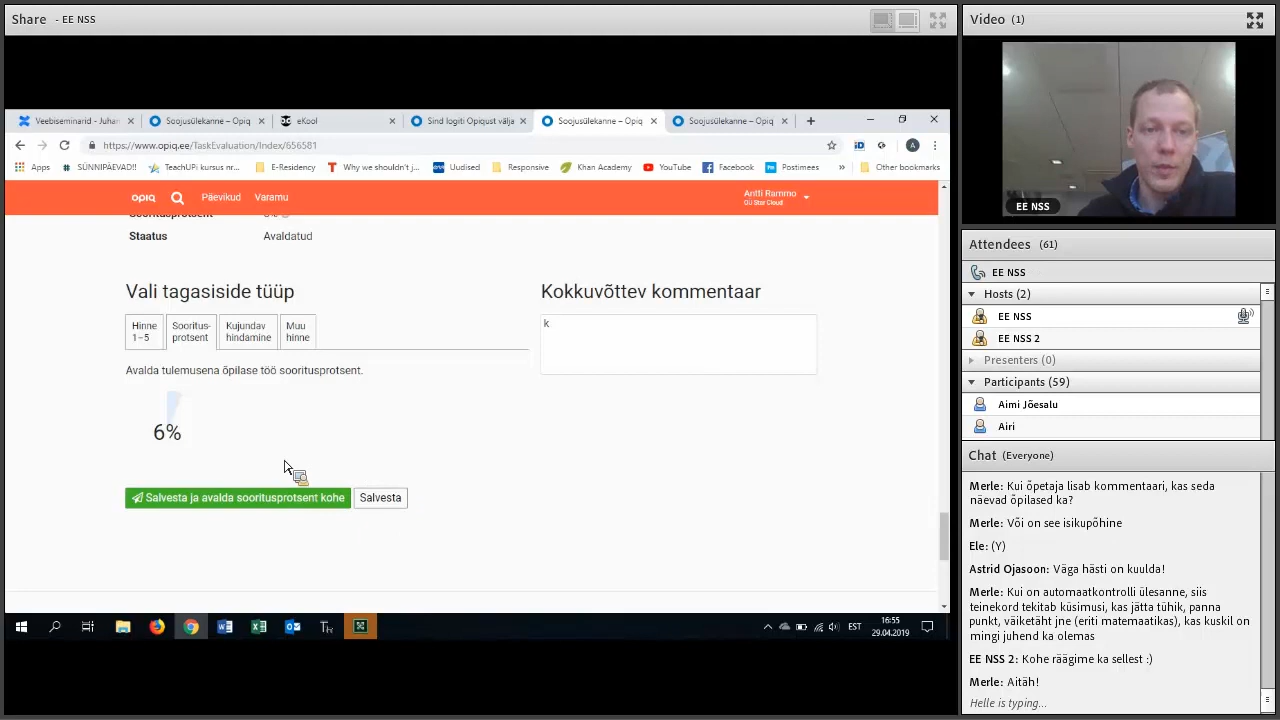 Share - EE NSS
Veebiseminarid - Juhan
Soojusülekanne – Opiq
eKool
Sind logiti Opiqust välja
Soojusülekanne – Opiq
Soojusülekanne – Opiq
https://www.opiq.ee/TaskEvaluation/Index/656581
Apps
SÜNNIPÄEVAD!!
TeachUP! kursus nr...
E-Residency
Why we shouldn't j...
Uudised
Responsive
Khan Academy
YouTube
Facebook
Postimees
Other bookmarks
opiq
Päevikud
Varamu
Antti Rammo
OÜ Star Cloud
Staatus
Avaldatud
Vali tagasiside tüüp
Hinne
1–5
Sooritus-
protsent
Kujundav
hindamine
Muu
hinne
Avalda tulemusena õpilase töö sooritusprotsent.
6%
Salvesta ja avalda sooritusprotsent kohe
Salvesta
Kokkuvõttev kommentaar
k
EST
16:55
29.04.2019
Video (1)
EE NSS
Attendees (61)
EE NSS
Hosts (2)
EE NSS
EE NSS 2
Presenters (0)
Participants (59)
Aimi Jõesalu
Airi
Chat (Everyone)
Merle: Kui õpetaja lisab kommentaari, kas seda
näevad õpilased ka?
Merle: Või on see isikupõhine
Ele: (Y)
Astrid Ojasoon: Väga hästi on kuulda!
Merle: Kui on automaatkontrolli ülesanne, siis
teinekord tekitab küsimusi, kas jätta tühik, panna
punkt, väiketäht jne (eriti matemaatikas), kas kuskil on
mingi juhend ka olemas
EE NSS 2: Kohe räägime ka sellest :)
Merle: Aitäh!
Helle is typing...